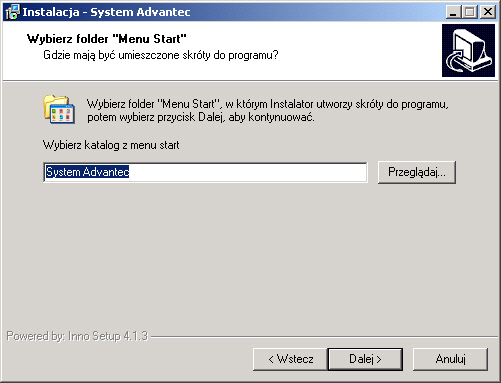 Instalacja - System Advantec
Wybierz folder "Menu Start"
Gdzie mają być umieszczone skróty do programu?
Wybierz folder "Menu Start", w którym Instalator utworzy skróty do programu,
potem wybierz przycisk Dalej, aby kontynuować.
Wybierz katalog z menu start
System Advantec
Przeglądaj...
Powered by: Inno Setup 4.1.3
< Wstecz
Dalej >
Anuluj